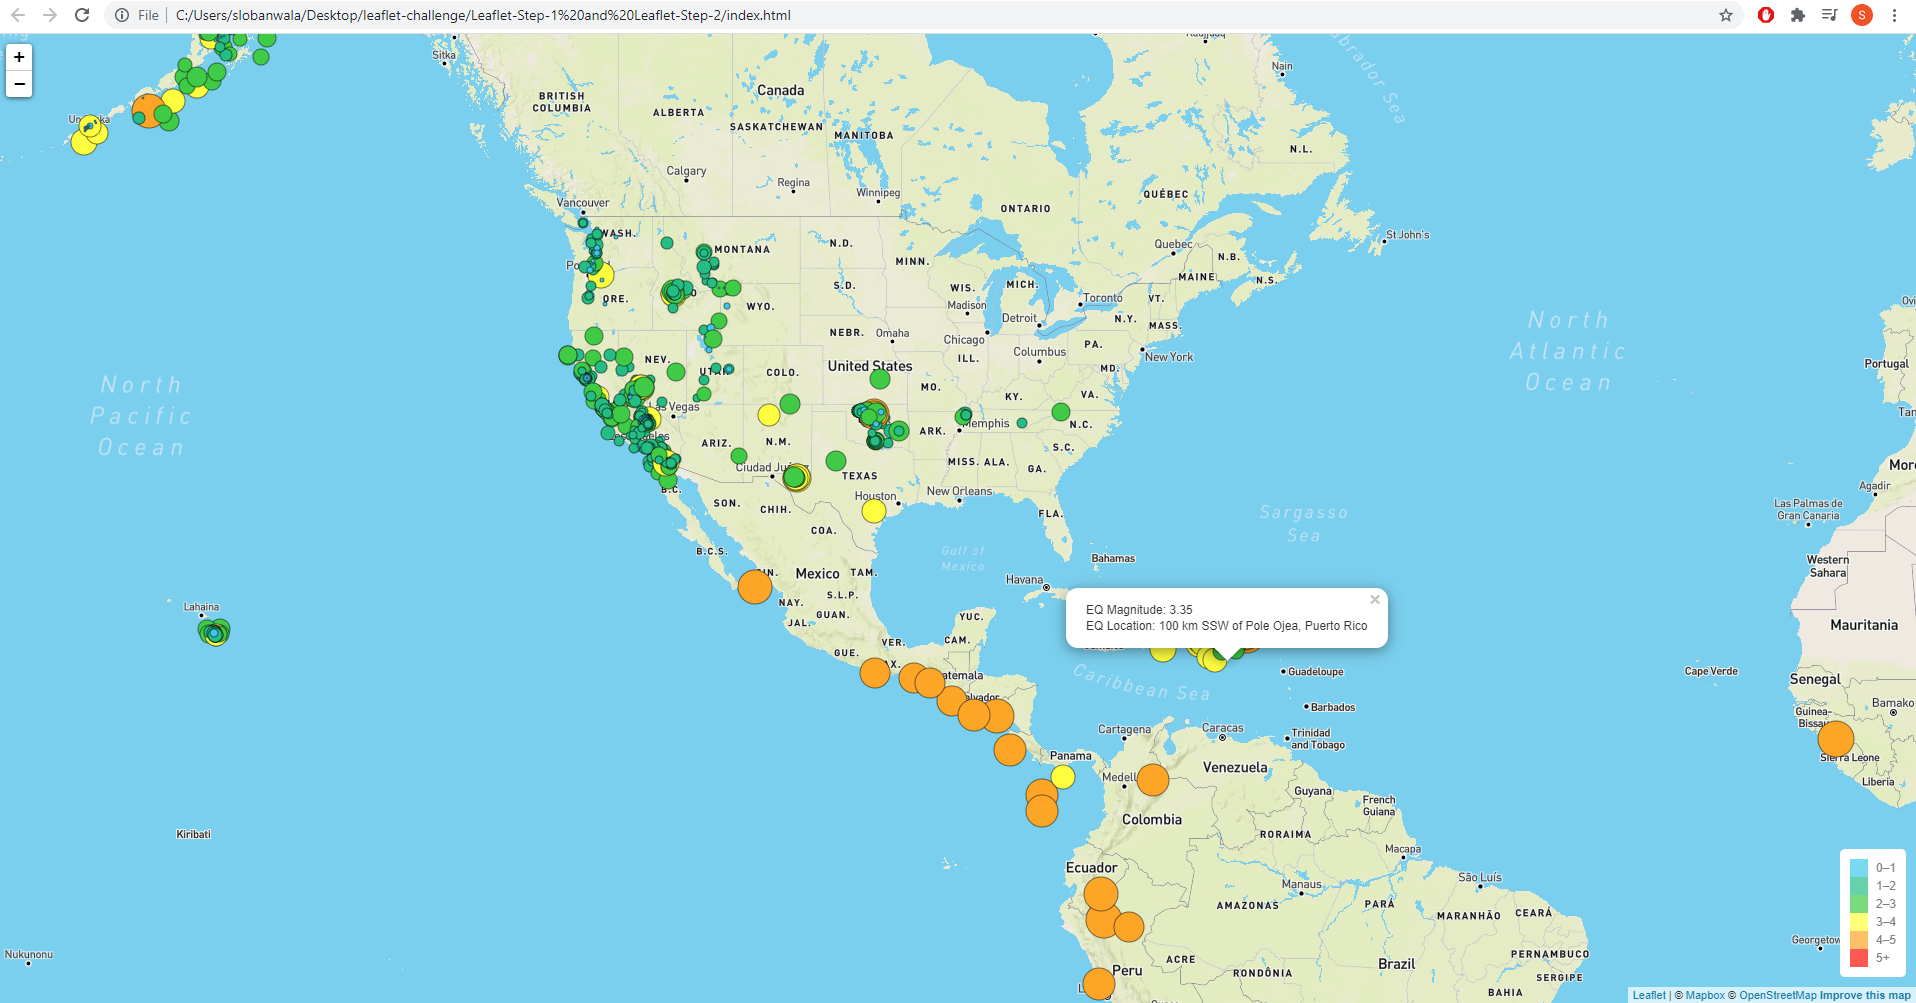 File
C:/Users/slobanwala/Desktop/leaflet-challenge/Leaflet-Step-1%20and%20Leaflet-Step-2/index.html
S
+
−
Sitka
Nain
Labrador Sea
Canada
BRITISH
COLUMBIA
ALBERTA
SASKATCHEWAN
MANITOBA
N.L.
Calgary
Regina
Winnipeg
QUÉBEC
ONTARIO
Vancouver
WASH.
MONTANA
N.D.
MINN.
Quebec
St John's
N.B.
MAINE
N.S.
ORE.
WYO.
S.D.
WIS.
MICH.
Madison
Toronto
VT.
Detroit
N.Y.
MASS.
NEBR.
Omaha
Chicago
PA.
New York
NEV.
UTAH
COLO.
United States
ILL.
Columbus
MD.
MO.
KY.
VA.
Las Vegas
ARK.
Memphis
N.C.
ARIZ.
N.M.
S.C.
Ciudad Juárez
TEXAS
MISS.
ALA.
GA.
B.C.
SON.
CHIH.
Houston
New Orleans
FLA.
COA.
B.C.S.
Gulf of
Mexico
Bahamas
Mexico
TAM.
Havana
NAY.
S.L.P.
GUAN.
JAL.
YUC.
VER.
CAM.
GUE.
North
Pacific
Ocean
North
Atlantic
Ocean
Sargasso
Sea
Portugal
Agadir
Las Palmas de
Gran Canaria
Western
Sahara
Mauritania
Cape Verde
Senegal
Bamako
Guinea-
Bissau
Sierra Leone
Liberia
Lahaina
EQ Magnitude: 3.35
EQ Location: 100 km SSW of Pole Ojea, Puerto Rico
×
Caribbean Sea
Guadeloupe
Barbados
Cartagena
Caracas
Trinidad
and Tobago
Panama
Venezuela
Guyana
French
Guiana
Colombia
RORAIMA
Kiribati
Macapa
Ecuador
Manaus
São Luís
AMAZONAS
PARÁ
MARANHÃO
CEARÁ
PERNAMBUCO
Nukunonu
Peru
ACRE
RONDÔNIA
Brazil
SERGIPE
BAHIA
0–1
1–2
2–3
3–4
4–5
5+
Leaflet | © Mapbox © OpenStreetMap Improve this map